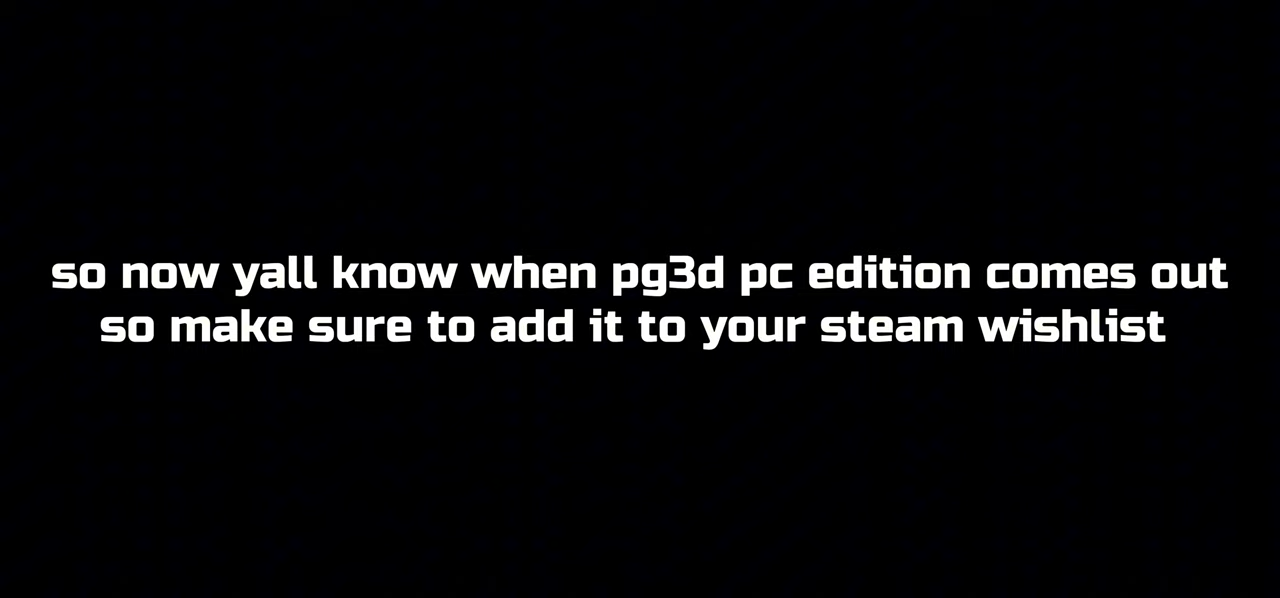 so now yall know when pg3d pc edition comes out
so make sure to add it to your steam wishlist